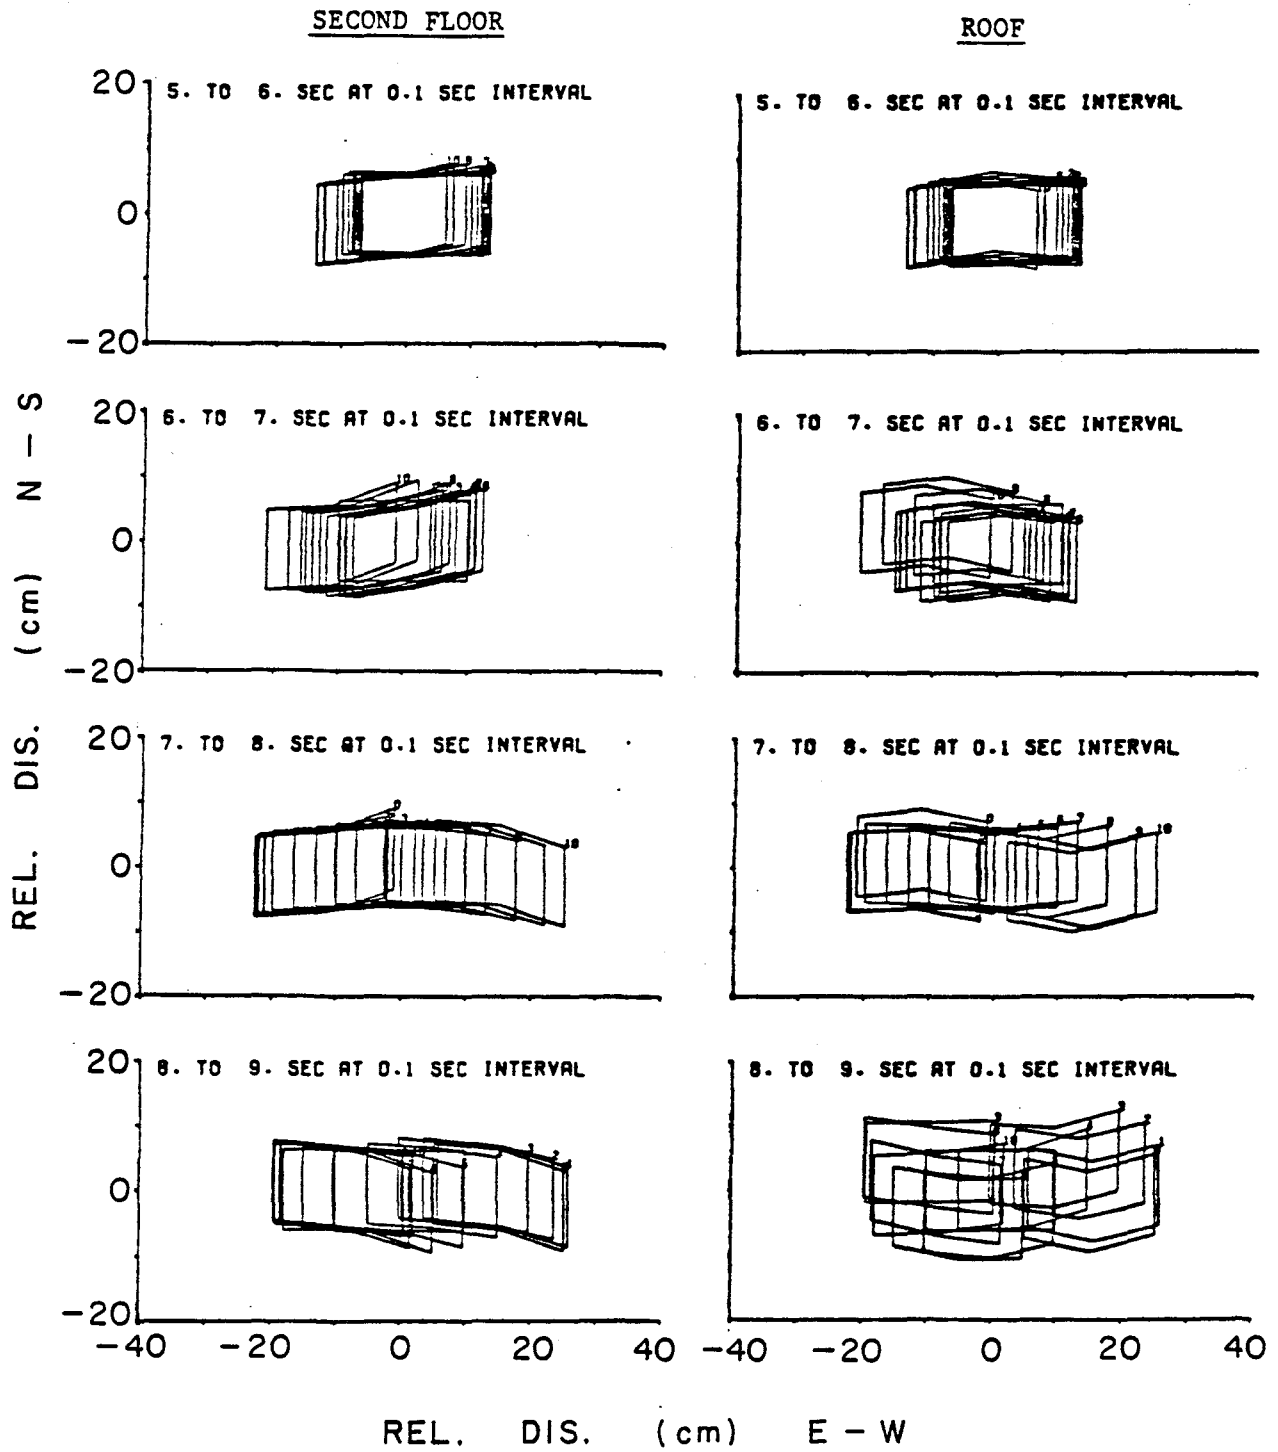 SECOND FLOOR
ROOF
20
5. TO 6. SEC AT 0.1 SEC INTERVAL
5. TO 6. SEC AT 0.1 SEC INTERVAL
0
-20
20
6. TO 7. SEC AT 0.1 SEC INTERVAL
6. TO 7. SEC AT 0.1 SEC INTERVAL
0
-20
REL. DIS. (cm) N - S
20
7. TO 8. SEC AT 0.1 SEC INTERVAL
7. TO 8. SEC AT 0.1 SEC INTERVAL
0
-20
20
8. TO 9. SEC AT 0.1 SEC INTERVAL
8. TO 9. SEC AT 0.1 SEC INTERVAL
0
-20
-40 -20 0 20 40 -40 -20 0 20 40
REL. DIS. (cm) E - W